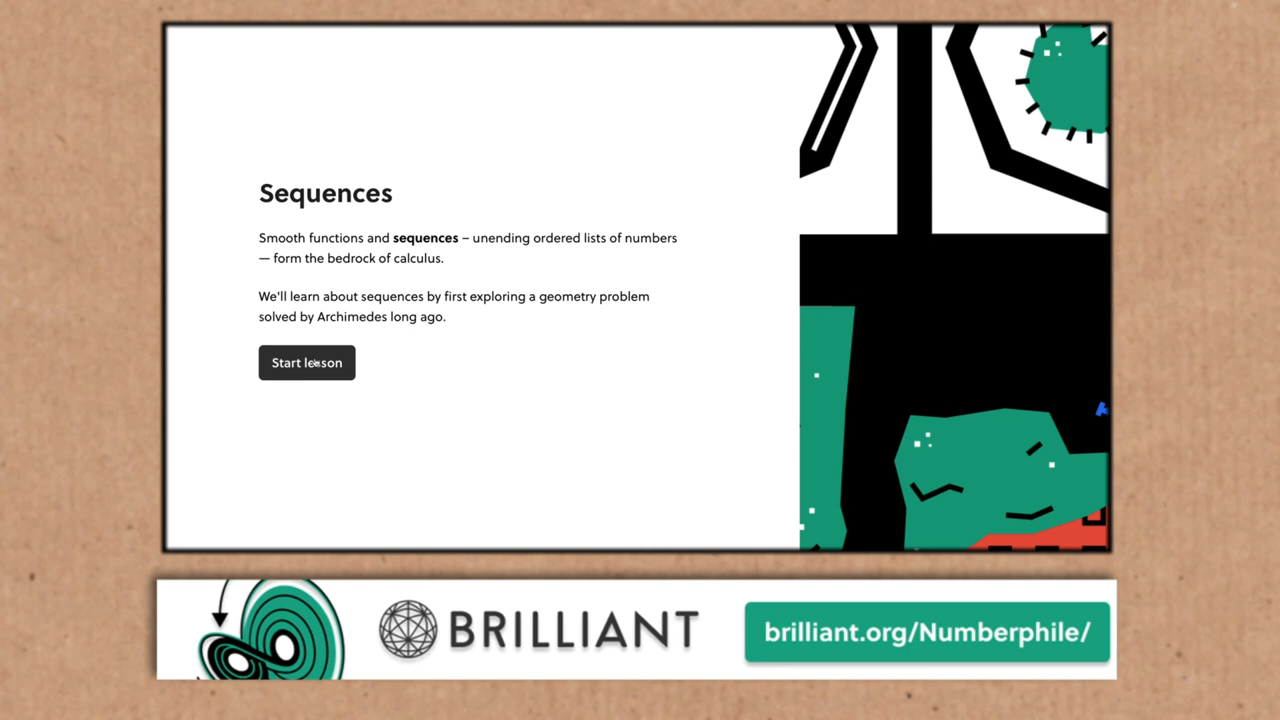 Sequences
Smooth functions and sequences – unending ordered lists of numbers
— form the bedrock of calculus.
We'll learn about sequences by first exploring a geometry problem
solved by Archimedes long ago.
Start lesson
BRILLIANT
brilliant.org/Numberphile/